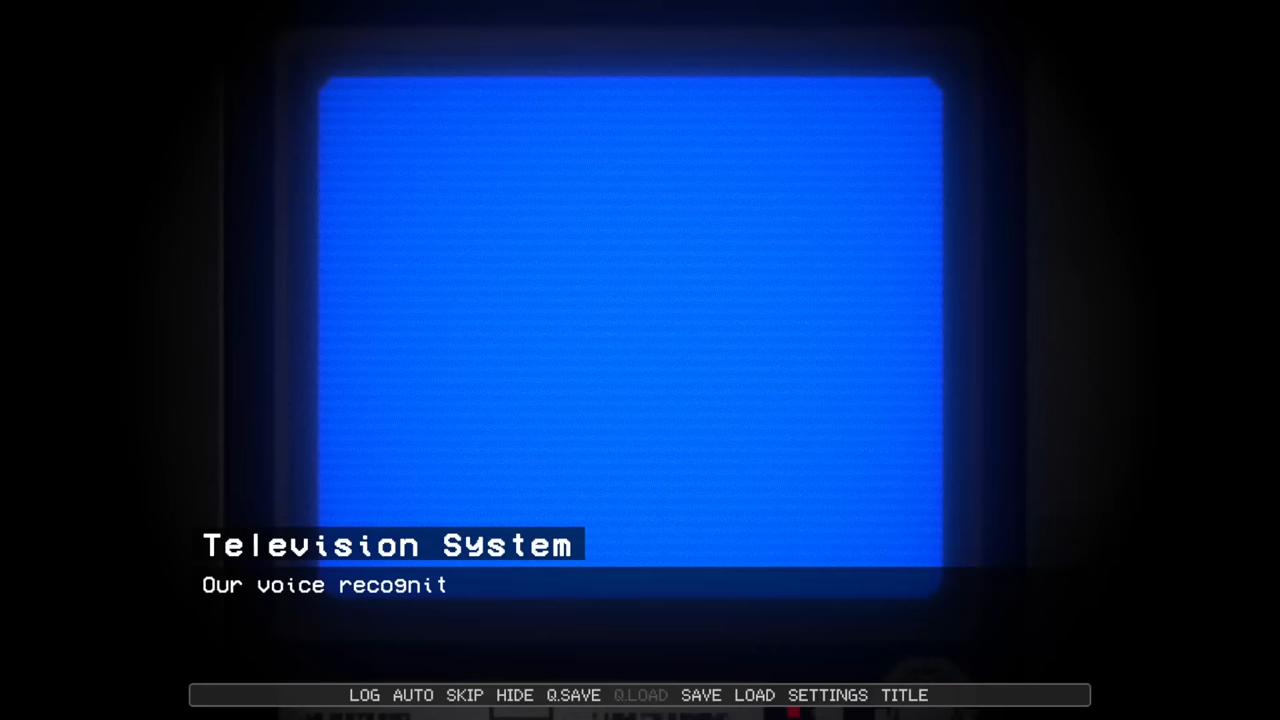 Television System
Our voice recognit
LOG AUTO SKIP HIDE Q.SAVE Q.LOAD SAVE LOAD SETTINGS TITLE